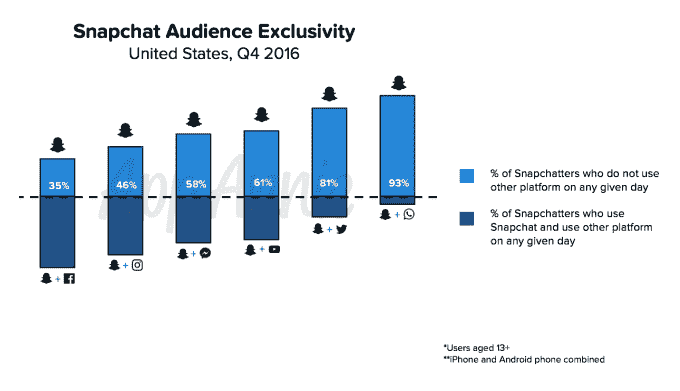 Snapchat Audience Exclusivity
United States, Q4 2016
App Annie
35%
46%
58%
61%
81%
93%
+
+
+
+
+
+
% of Snapchatters who do not use
other platform on any given day
% of Snapchatters who use
Snapchat and use other platform
on any given day
*Users aged 13+
**iPhone and Android phone combined